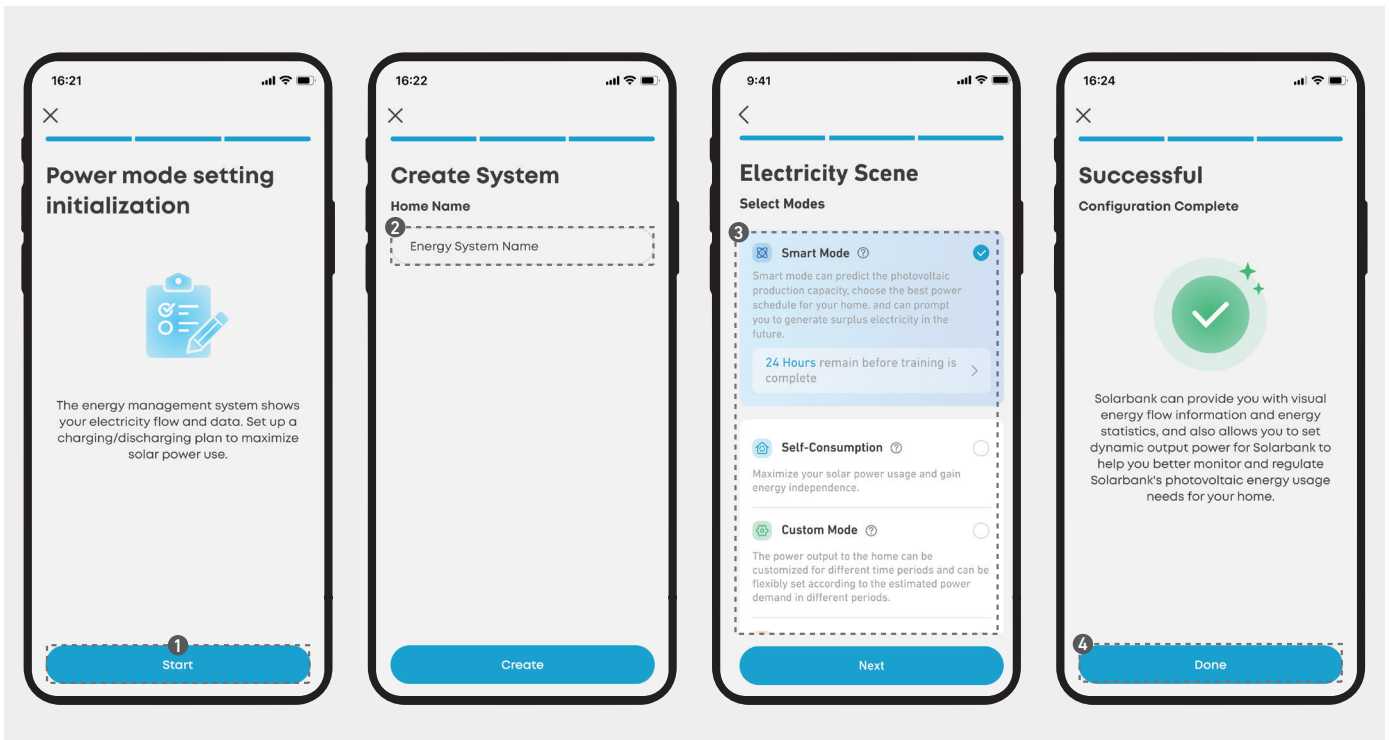 16:21
Power mode setting
initialization
The energy management system shows
your electricity flow and data. Set up a
charging/discharging plan to maximize
solar power use.
1
Start
16:22
Create System
Home Name
2
Energy System Name
Create
9:41
Electricity Scene
Select Modes
3
Smart Mode ?
Smart mode can predict the photovoltaic
production capacity, choose the best power
schedule for your home, and can prompt
you to generate surplus electricity in the
future.
24 Hours remain before training is
complete
Self-Consumption ?
Maximize your solar power usage and gain
energy independence.
Custom Mode ?
The power output to the home can be
customized for different time periods and can be
flexibly set according to the estimated power
demand in different periods.
Next
16:24
Successful
Configuration Complete
Solarbank can provide you with visual
energy flow information and energy
statistics, and also allows you to set
dynamic output power for Solarbank to
help you better monitor and regulate
Solarbank's photovoltaic energy usage
needs for your home.
4
Done